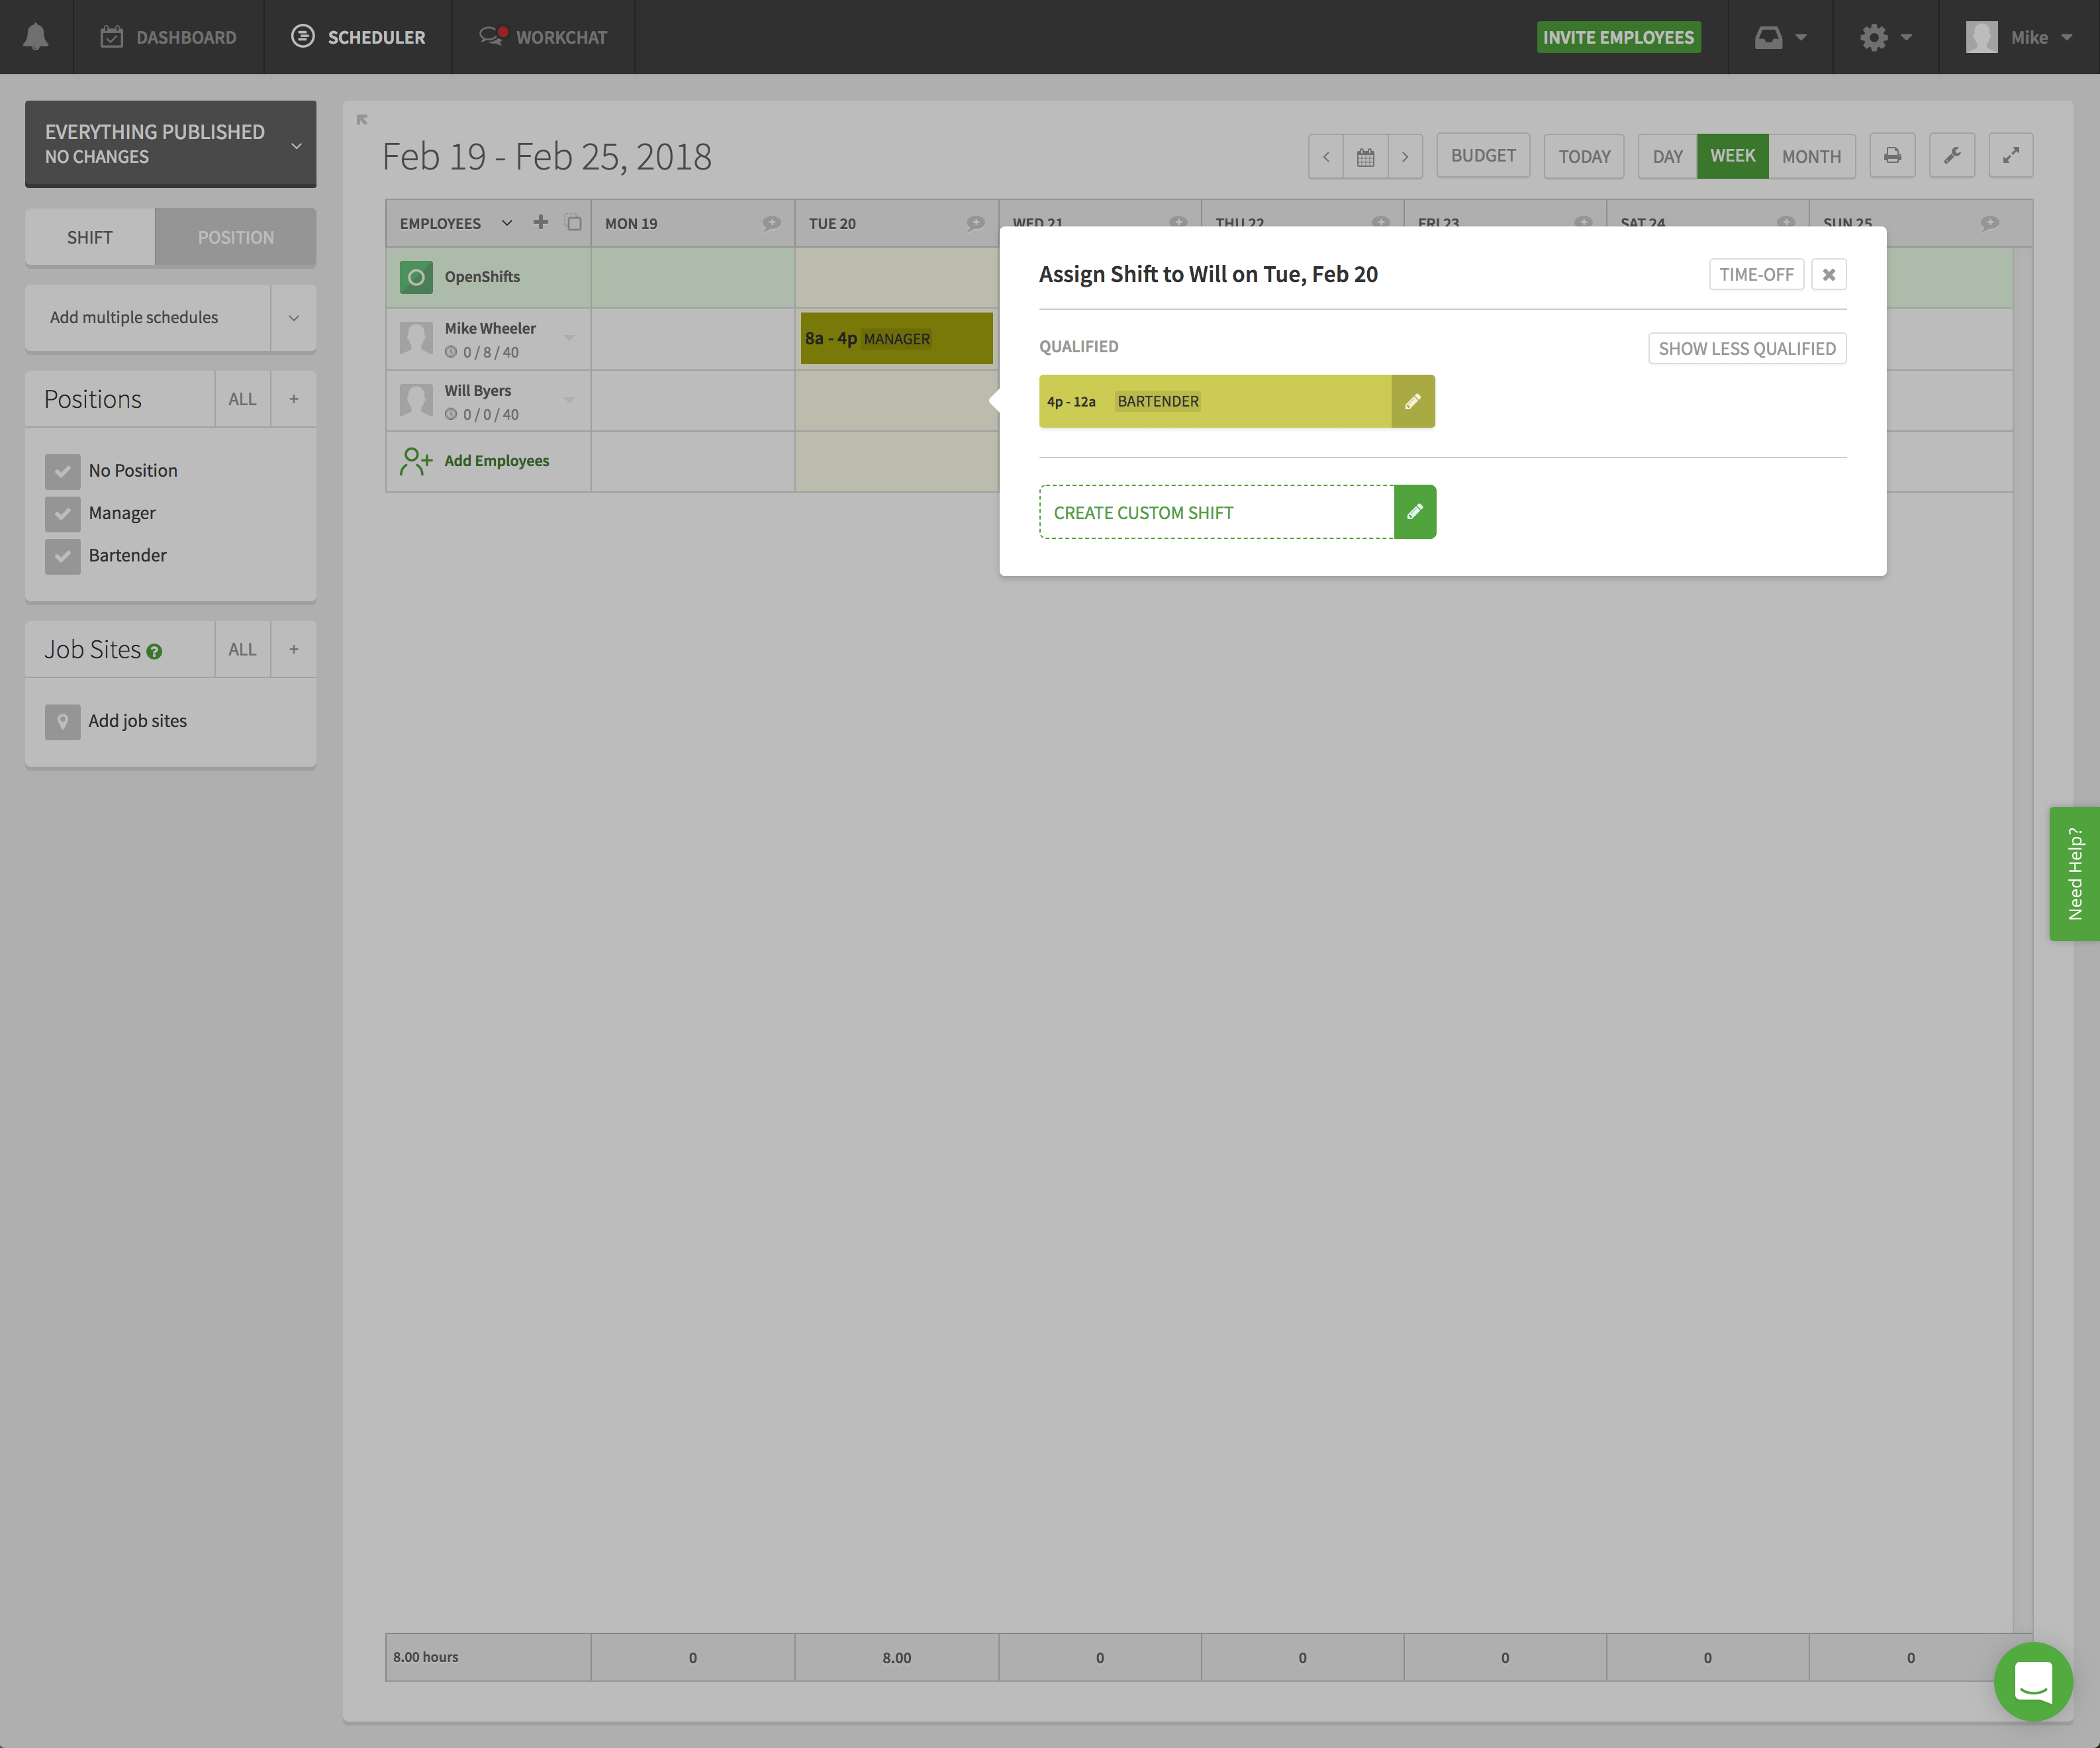 DASHBOARD
SCHEDULER
WORKCHAT
INVITE EMPLOYEES
Mike
EVERYTHING PUBLISHED
NO CHANGES
SHIFT
POSITION
Add multiple schedules
Positions
ALL
+
No Position
Manager
Bartender
Job Sites
?
ALL
+
Add job sites
Feb 19 - Feb 25, 2018
BUDGET
TODAY
DAY
WEEK
MONTH
EMPLOYEES
MON 19
TUE 20
WED 21
THU 22
FRI 23
SAT 24
SUN 25
OpenShifts
Mike Wheeler
0 / 8 / 40
8a - 4p MANAGER
Will Byers
0 / 0 / 40
Add Employees
Assign Shift to Will on Tue, Feb 20
TIME-OFF
QUALIFIED
SHOW LESS QUALIFIED
4p - 12a BARTENDER
CREATE CUSTOM SHIFT
Need Help?
8.00 hours
0
8.00
0
0
0
0
0